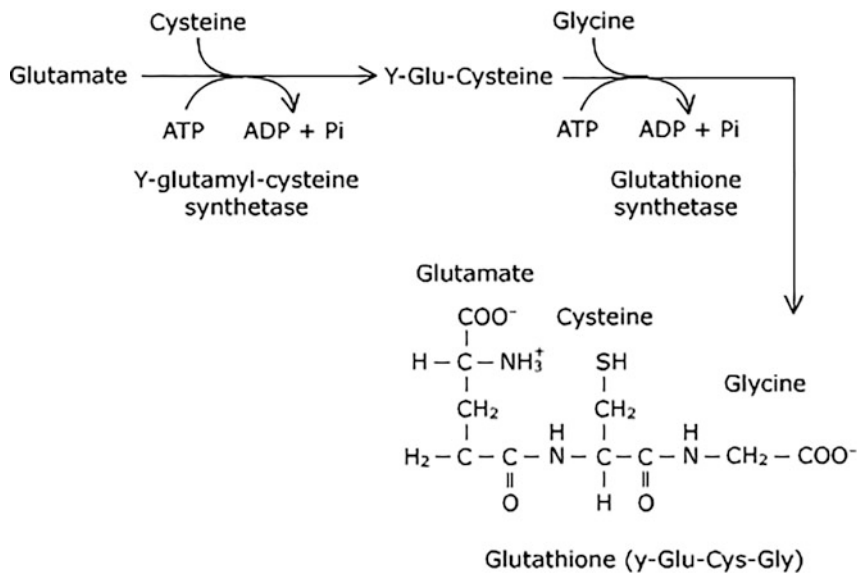 Cysteine
Glycine
Glutamate
Y-Glu-Cysteine
ATP ADP + Pi
ATP ADP + Pi
Y-glutamyl-cysteine
synthetase
Glutathione
synthetase
Glutamate
COO⁻
Cysteine
H – C – NH₃⁺
SH
Glycine
CH₂
CH₂
H
H
H₂ – C – C – N – C – C – N – CH₂ – COO⁻
O
H
O
Glutathione (y-Glu-Cys-Gly)